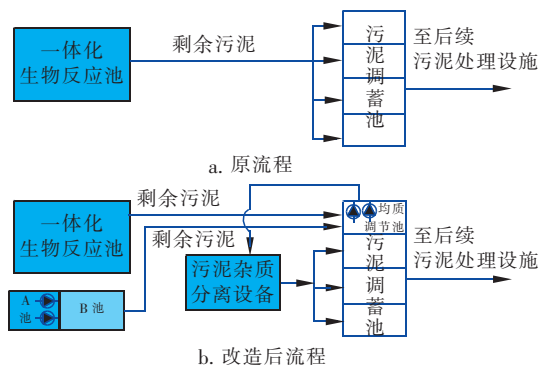 一体化
生物反应池
剩余污泥
污
泥
调
蓄
池
至后续
污泥处理设施
a. 原流程
剩余污泥
一体化
生物反应池
剩余污泥
均质
调节池
污泥杂质
分离设备
污
泥
调
蓄
池
至后续
污泥处理设施
A
池
B 池
b. 改造后流程